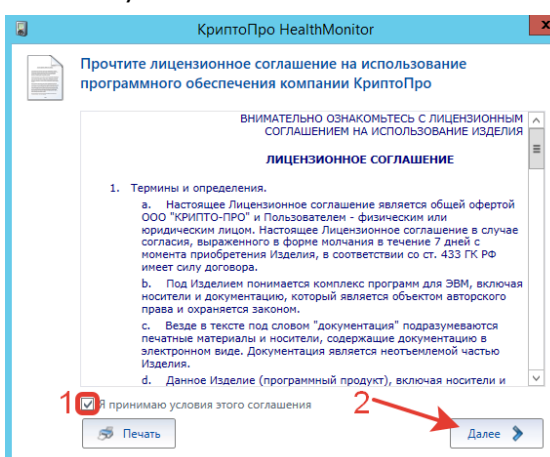 КриптоПро HealthMonitor
x
Прочтите лицензионное соглашение на использование
программного обеспечения компании КриптоПро
ВНИМАТЕЛЬНО ОЗНАКОМЬТЕСЬ С ЛИЦЕНЗИОННЫМ
СОГЛАШЕНИЕМ НА ИСПОЛЬЗОВАНИЕ ИЗДЕЛИЯ
ЛИЦЕНЗИОННОЕ СОГЛАШЕНИЕ
1. Термины и определения.
a. Настоящее Лицензионное соглашение является общей офертой
ООО "КРИПТО-ПРО" и Пользователем - физическим или
юридическим лицом. Настоящее Лицензионное соглашение в случае
согласия, выраженного в форме молчания в течение 7 дней с
момента приобретения Изделия, в соответствии со ст. 433 ГК РФ
имеет силу договора.
b. Под Изделием понимается комплекс программ для ЭВМ, включая
носители и документацию, который является объектом авторского
права и охраняется законом.
c. Везде в тексте под словом "документация" подразумеваются
печатные материалы и носители, содержащие документацию в
электронном виде. Документация является неотъемлемой частью
Изделия.
d. Данное Изделие (программный продукт), включая носители и
1 Я принимаю условия этого соглашения 2
Печать Далее